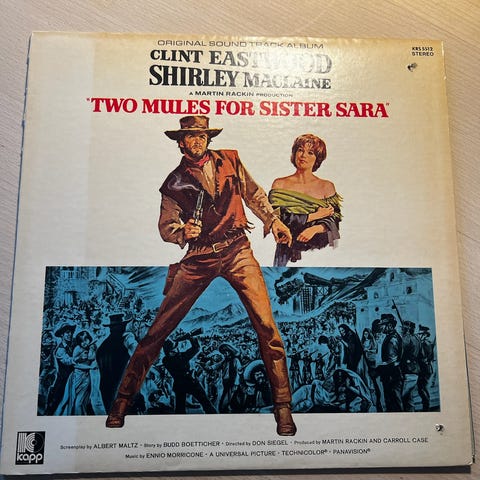 ORIGINAL SOUND TRACK ALBUM
KRS 5512
STEREO
CLINT EASTWOOD
SHIRLEY MACLAINE
A MARTIN RACKIN PRODUCTION
"TWO MULES FOR SISTER SARA"
Screenplay by ALBERT MALTZ • Story by BUDD BOETTICHER • Directed by DON SIEGEL • Produced by MARTIN RACKIN AND CARROLL CASE
Music by ENNIO MORRICONE • A UNIVERSAL PICTURE • TECHNICOLOR® • PANAVISION®
kapp